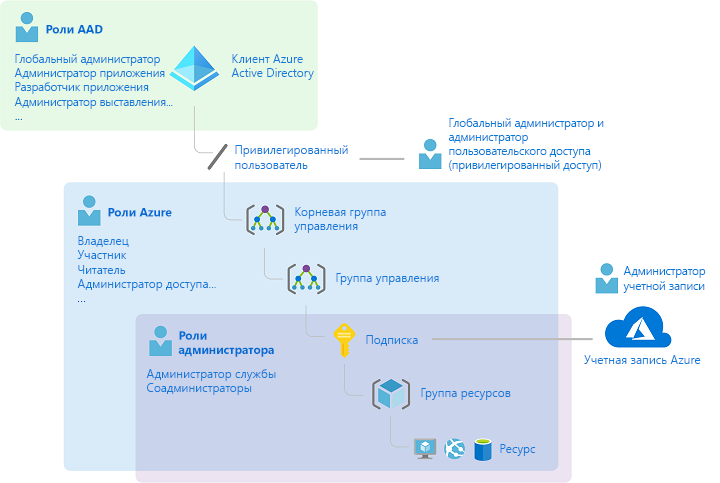 Роли AAD
Глобальный администратор
Администратор приложения
Разработчик приложения
Администратор выставления...
...
Клиент Azure
Active Directory
Привилегированный
пользователь
Глобальный администратор и
администратор
пользовательского доступа
(привилегированный доступ)
Роли Azure
Владелец
Участник
Читатель
Администратор доступа...
...
Корневая группа
управления
Группа управления
Администратор
учетной записи
Роли
администратора
Администратор службы
Соадминистраторы
Подписка
Учетная запись Azure
Группа ресурсов
Ресурс